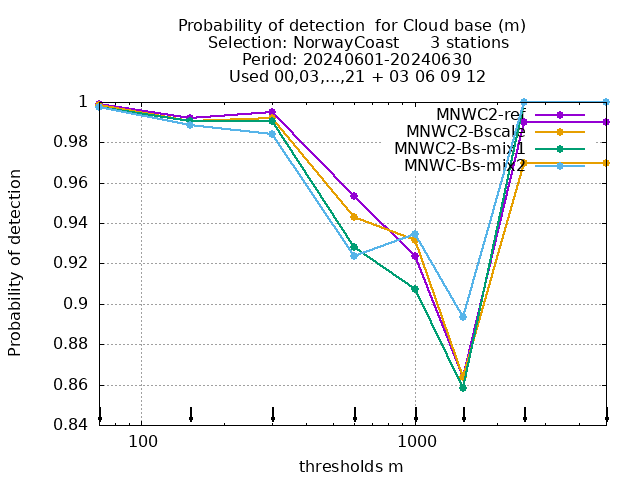 Probability of detection  for Cloud base (m)
Selection: NorwayCoast      3 stations
Period: 20240601-20240630
Used 00,03,...,21 + 03 06 09 12
MNWC2-ref
MNWC2-Bscale
MNWC2-Bs-mix1
MNWC-Bs-mix2
Probability of detection
1
0.98
0.96
0.94
0.92
0.9
0.88
0.86
0.84
100
1000
thresholds m